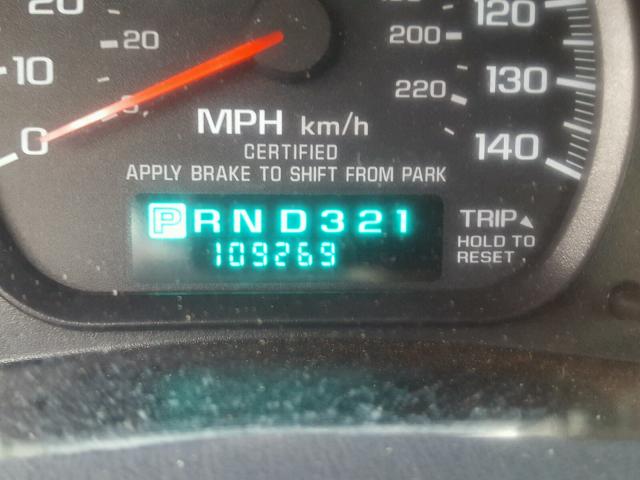 20
10
0
20
200
220
120
130
140
MPH km/h
CERTIFIED
APPLY BRAKE TO SHIFT FROM PARK
PRND321
109269
TRIP
HOLD TO
RESET